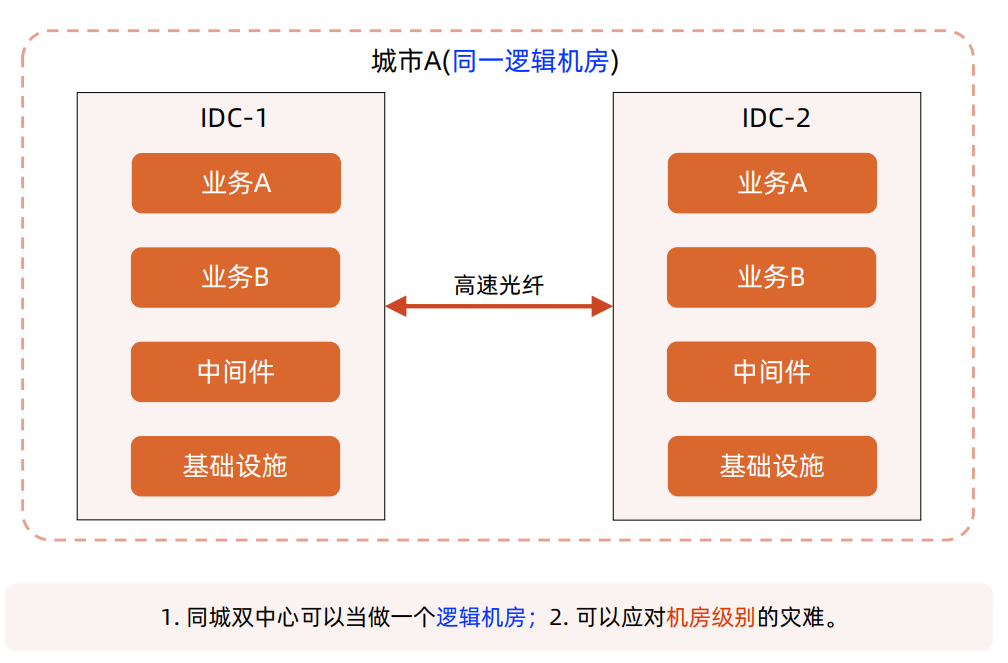 城市A(同一逻辑机房)
IDC-1
业务A
业务B
中间件
基础设施
高速光纤
IDC-2
业务A
业务B
中间件
基础设施
1. 同城双中心可以当做一个逻辑机房；2. 可以应对机房级别的灾难。